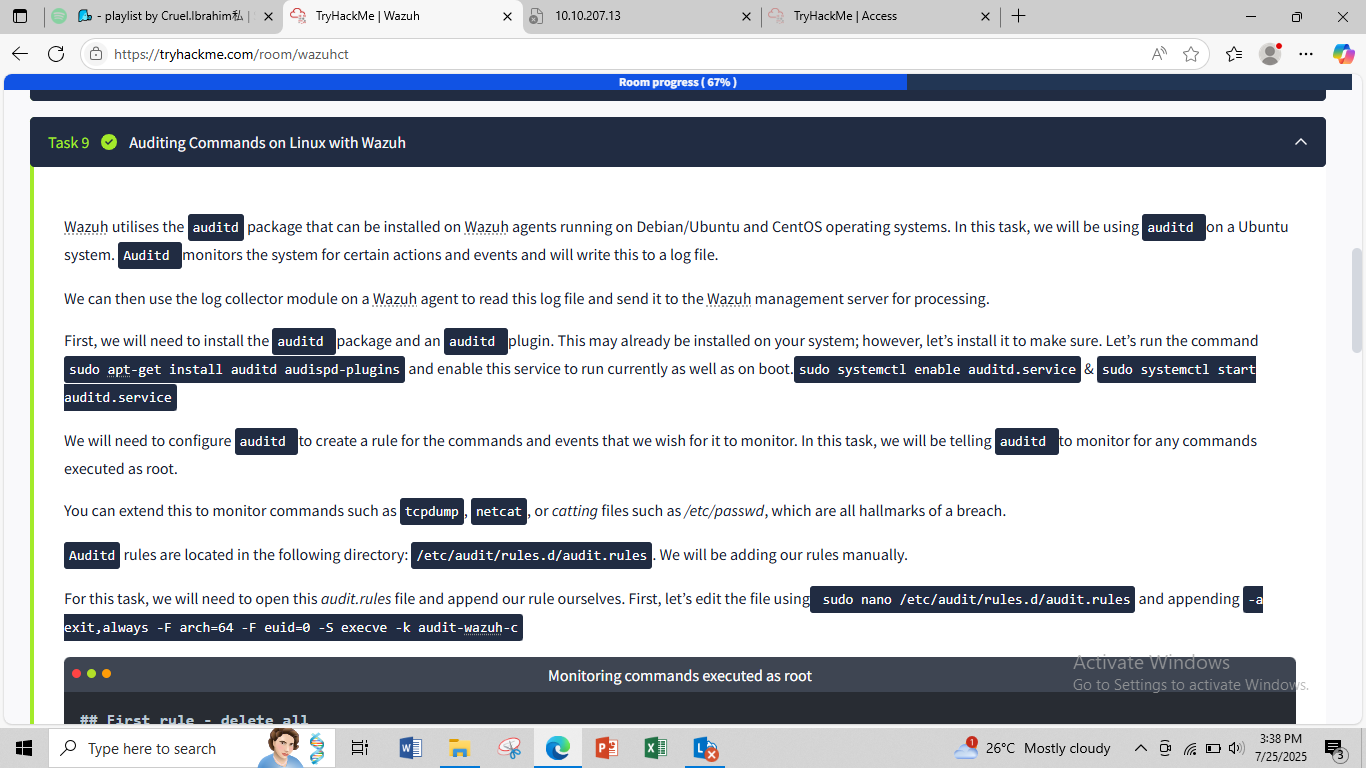 - playlist by Cruel.Ibrahim私 |
TryHackMe | Wazuh
10.10.207.13
TryHackMe | Access
https://tryhackme.com/room/wazuhct
Room progress ( 67% )
Task 9 Auditing Commands on Linux with Wazuh
Wazuh utilises the auditd package that can be installed on Wazuh agents running on Debian/Ubuntu and CentOS operating systems. In this task, we will be using auditd on a Ubuntu
system. Auditd monitors the system for certain actions and events and will write this to a log file.
We can then use the log collector module on a Wazuh agent to read this log file and send it to the Wazuh management server for processing.
First, we will need to install the auditd package and an auditd plugin. This may already be installed on your system; however, let’s install it to make sure. Let’s run the command
sudo apt-get install auditd audispd-plugins and enable this service to run currently as well as on boot. sudo systemctl enable auditd.service & sudo systemctl start
auditd.service
We will need to configure auditd to create a rule for the commands and events that we wish for it to monitor. In this task, we will be telling auditd to monitor for any commands
executed as root.
You can extend this to monitor commands such as tcpdump, netcat, or catting files such as /etc/passwd, which are all hallmarks of a breach.
Auditd rules are located in the following directory: /etc/audit/rules.d/audit.rules. We will be adding our rules manually.
For this task, we will need to open this audit.rules file and append our rule ourselves. First, let’s edit the file using sudo nano /etc/audit/rules.d/audit.rules and appending -a
exit,always -F arch=64 -F euid=0 -S execve -k audit-wazuh-c
Monitoring commands executed as root
Activate Windows
Go to Settings to activate Windows.
## First rule - delete all
Type here to search
26°C Mostly cloudy
3:38 PM
7/25/2025